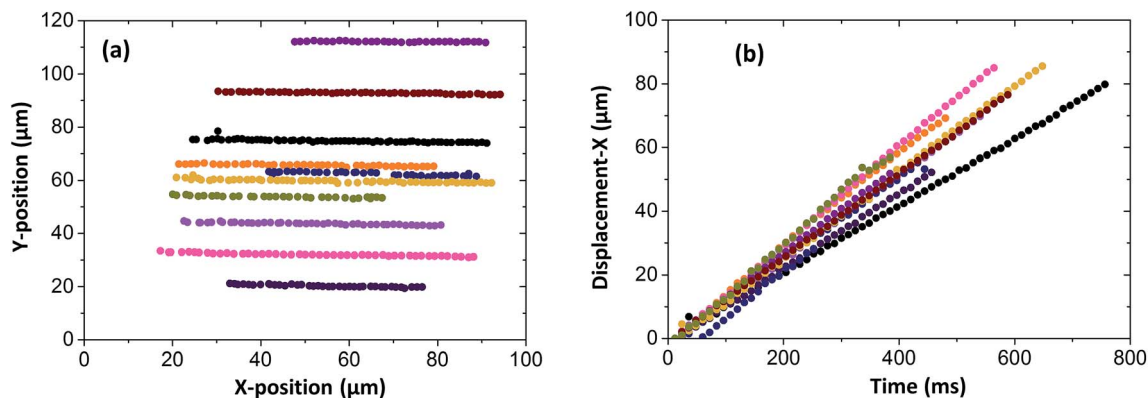 (a)
Y-position (μm)
120
100
80
60
40
20
0
0 20 40 60 80 100
X-position (μm)
(b)
Displacement-X (μm)
100
80
60
40
20
0
0 200 400 600 800
Time (ms)